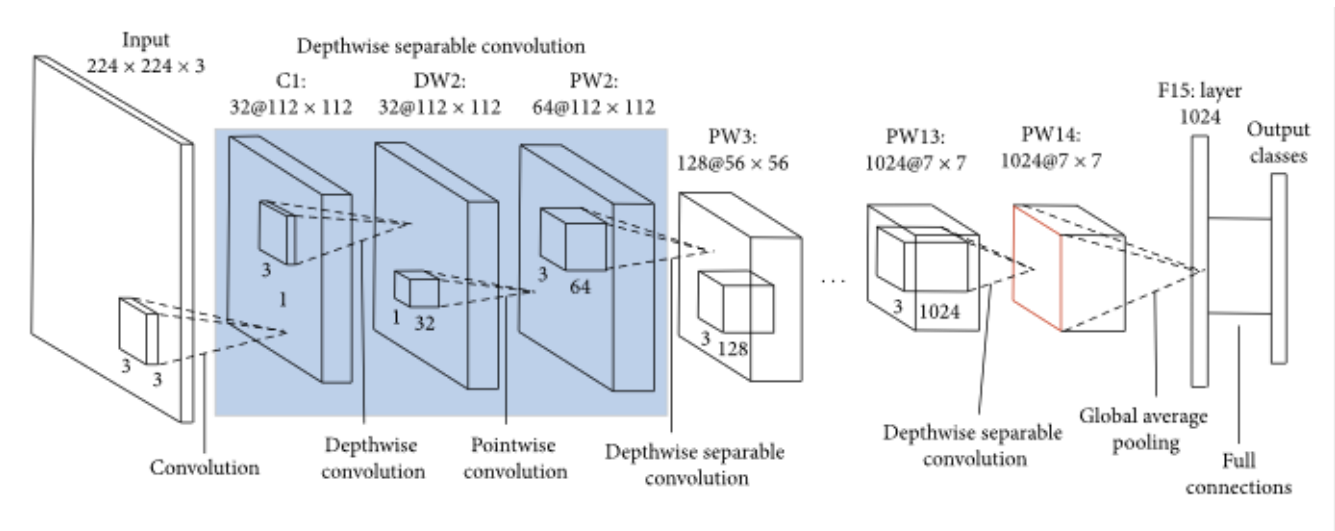 Input
224 × 224 × 3
Depthwise separable convolution
C1:
32@112 × 112
DW2:
32@112 × 112
PW2:
64@112 × 112
PW3:
128@56 × 56
PW13:
1024@7 × 7
PW14:
1024@7 × 7
F15: layer
1024
Output
classes
3
3
3
1
1
32
3
64
3
128
...
3
1024
Convolution
Depthwise
convolution
Pointwise
convolution
Depthwise separable
convolution
Depthwise separable
convolution
Global average
pooling
Full
connections